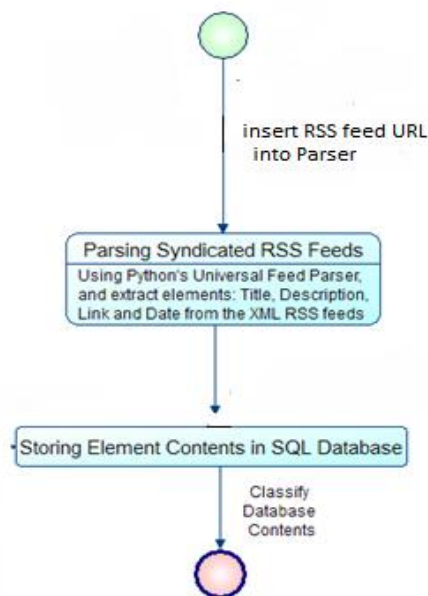 insert RSS feed URL
into Parser
Parsing Syndicated RSS Feeds
Using Python's Universal Feed Parser,
and extract elements: Title, Description,
Link and Date from the XML RSS feeds
Storing Element Contents in SQL Database
Classify
Database
Contents